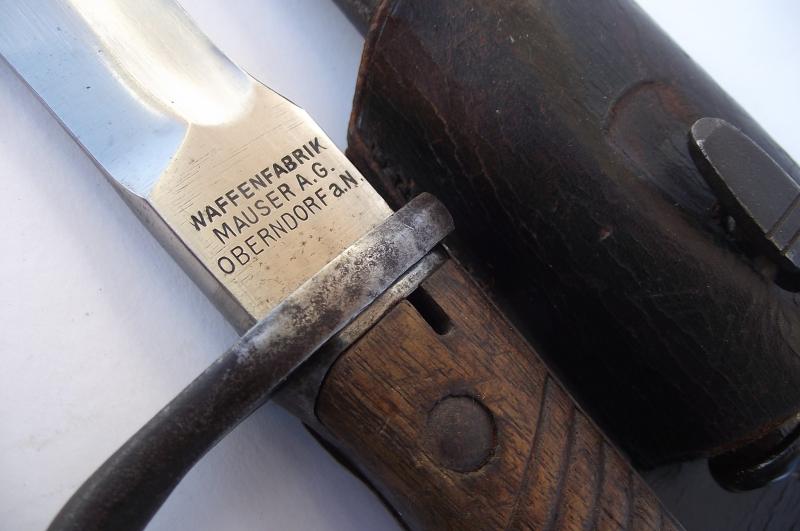 WAFFENFABRIK
MAUSER A.G.
OBERNDORF a.N.